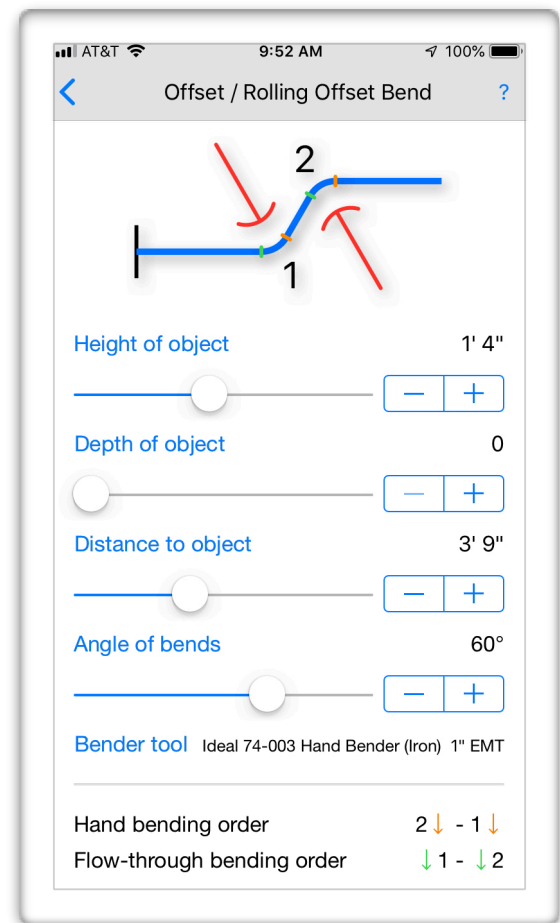 AT&T 9:52 AM 100%
Offset / Rolling Offset Bend ?
2
1
Height of object 1' 4"
− +
Depth of object 0
− +
Distance to object 3' 9"
− +
Angle of bends 60°
− +
Bender tool Ideal 74-003 Hand Bender (Iron) 1" EMT
Hand bending order 2↓ - 1↓
Flow-through bending order ↓1 - ↓2